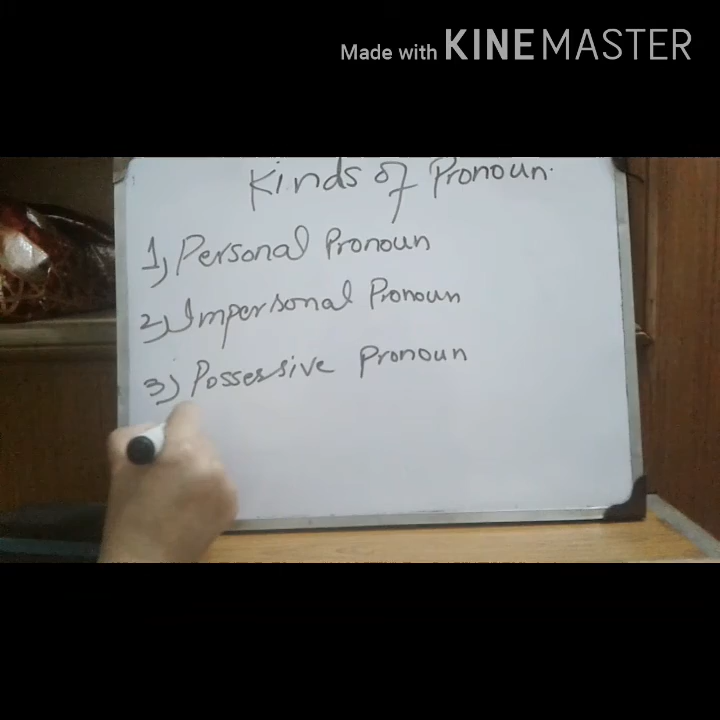 Made with KINEMASTER
Kinds of Pronoun.
1) Personal Pronoun
2) Impersonal Pronoun
3) Possessive Pronoun